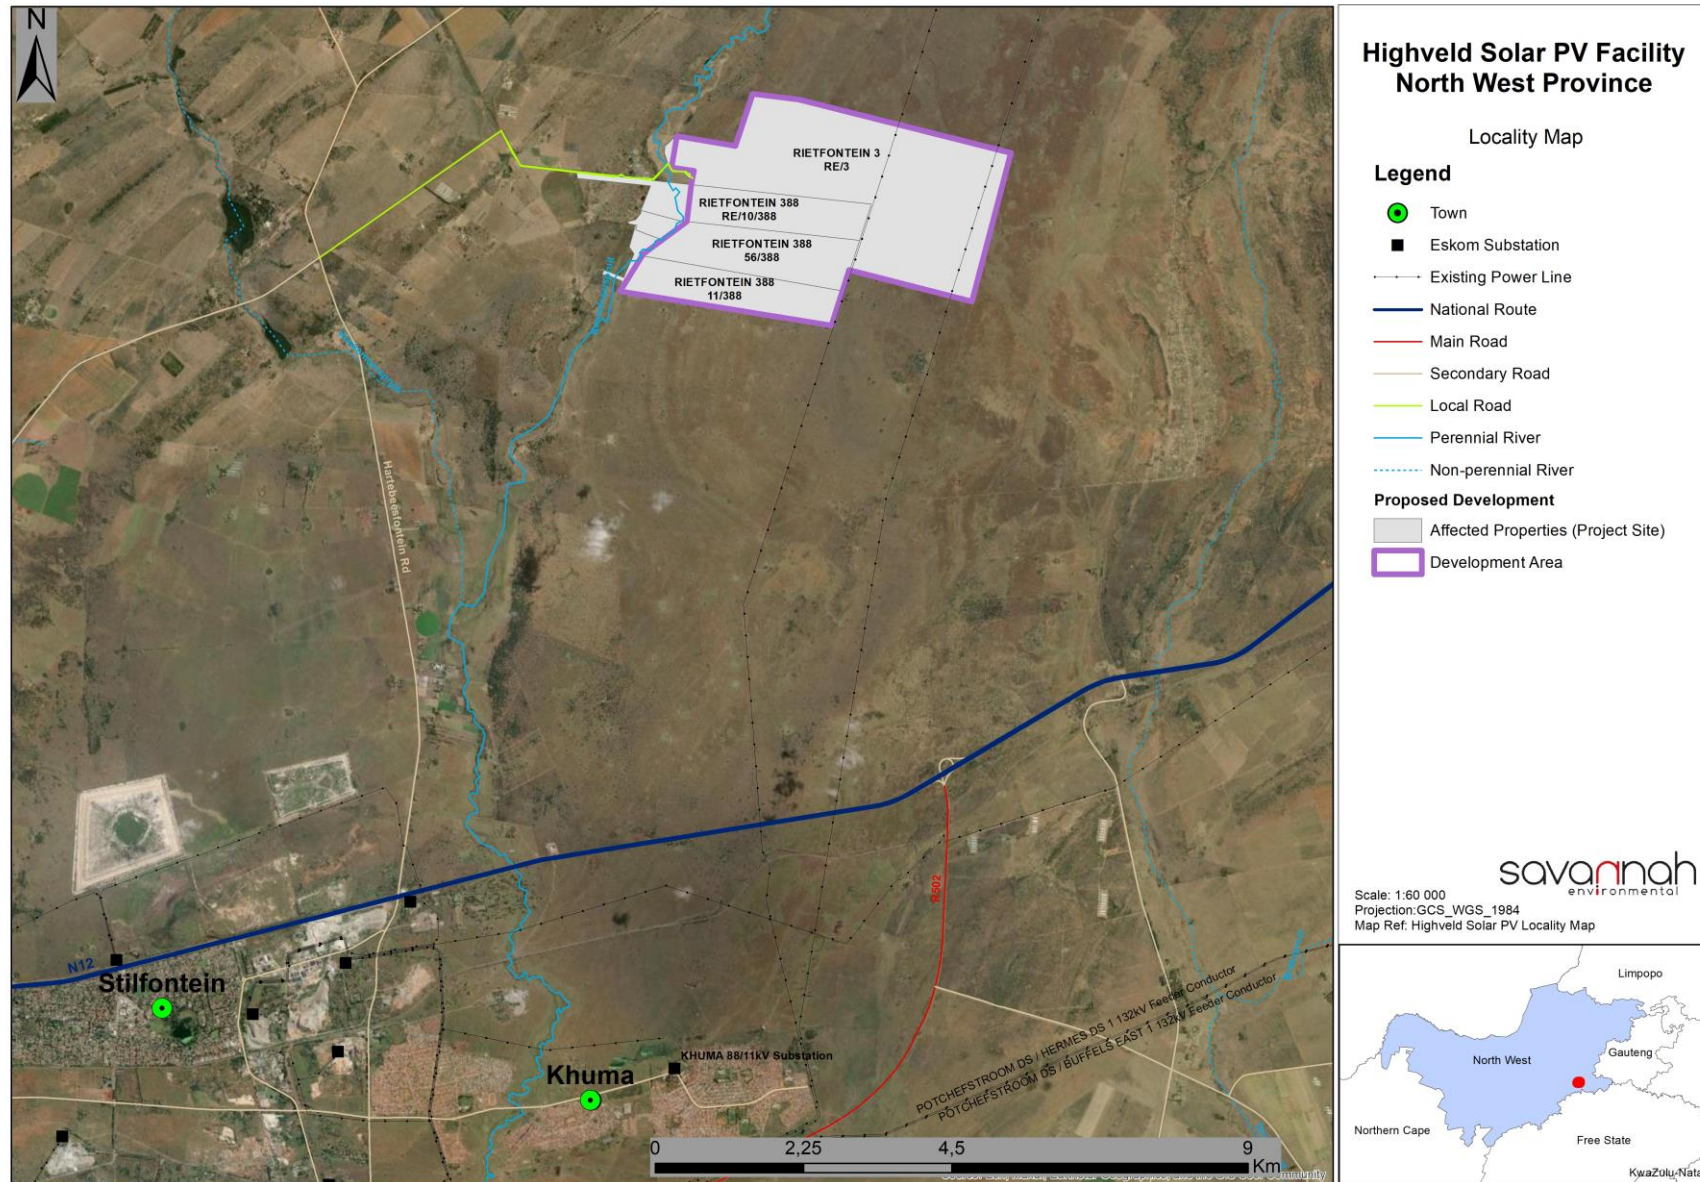 N
RIETFONTEIN 3
RE/3
RIETFONTEIN 388
RE/10/388
RIETFONTEIN 388
56/388
RIETFONTEIN 388
11/388
Hartebeesfontein Rd
N12
Stilfontein
R502
KHUMA 88/11kV Substation
Khuma
POTCHEFSTROOM DS / HERMES DS 1 132kV Feeder Conductor
POTCHEFSTROOM DS / BUFFELS EAST 1 132kV Feeder Conductor
0
2,25
4,5
9
Km
Community
Highveld Solar PV Facility
North West Province
Locality Map
Legend
Town
Eskom Substation
Existing Power Line
National Route
Main Road
Secondary Road
Local Road
Perennial River
Non-perennial River
Proposed Development
Affected Properties (Project Site)
Development Area
savannah
environmental
Scale: 1:60 000
Projection:GCS_WGS_1984
Map Ref: Highveld Solar PV Locality Map
Limpopo
North West
Gauteng
Northern Cape
Free State
KwaZulu-Nata